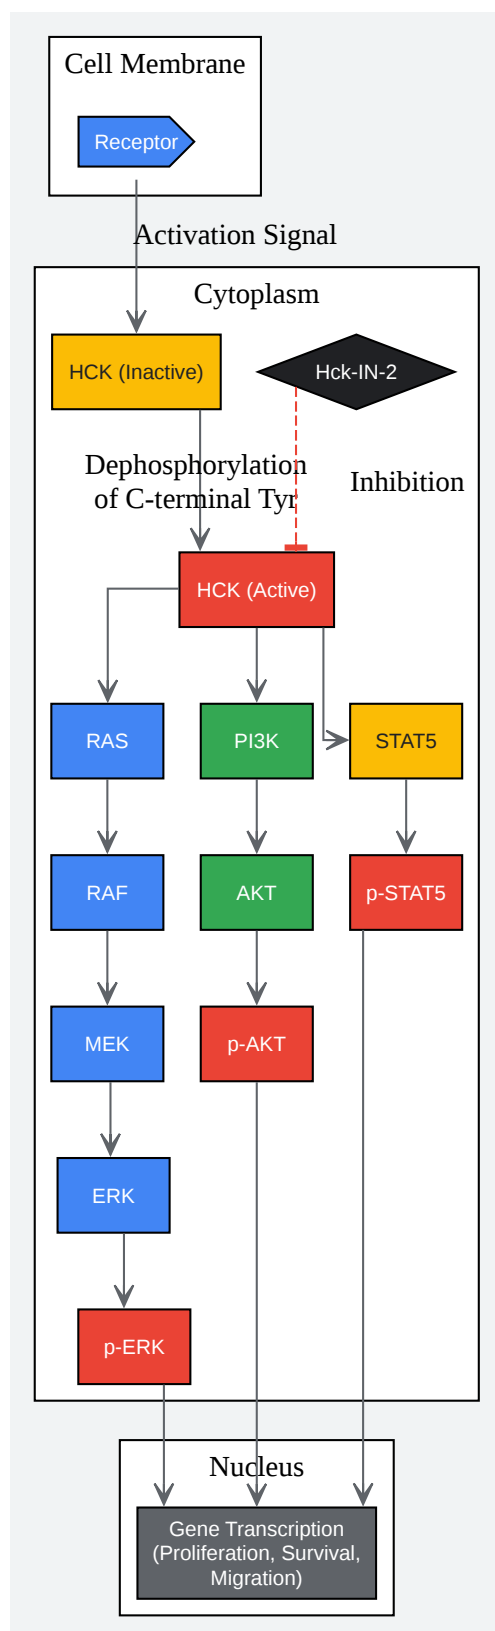 Cell Membrane
Receptor
Activation Signal
Cytoplasm
HCK (Inactive)
Hck-IN-2
Dephosphorylation
of C-terminal Tyr
Inhibition
HCK (Active)
RAS
PI3K
STAT5
RAF
AKT
p-STAT5
MEK
p-AKT
ERK
p-ERK
Nucleus
Gene Transcription
(Proliferation, Survival,
Migration)